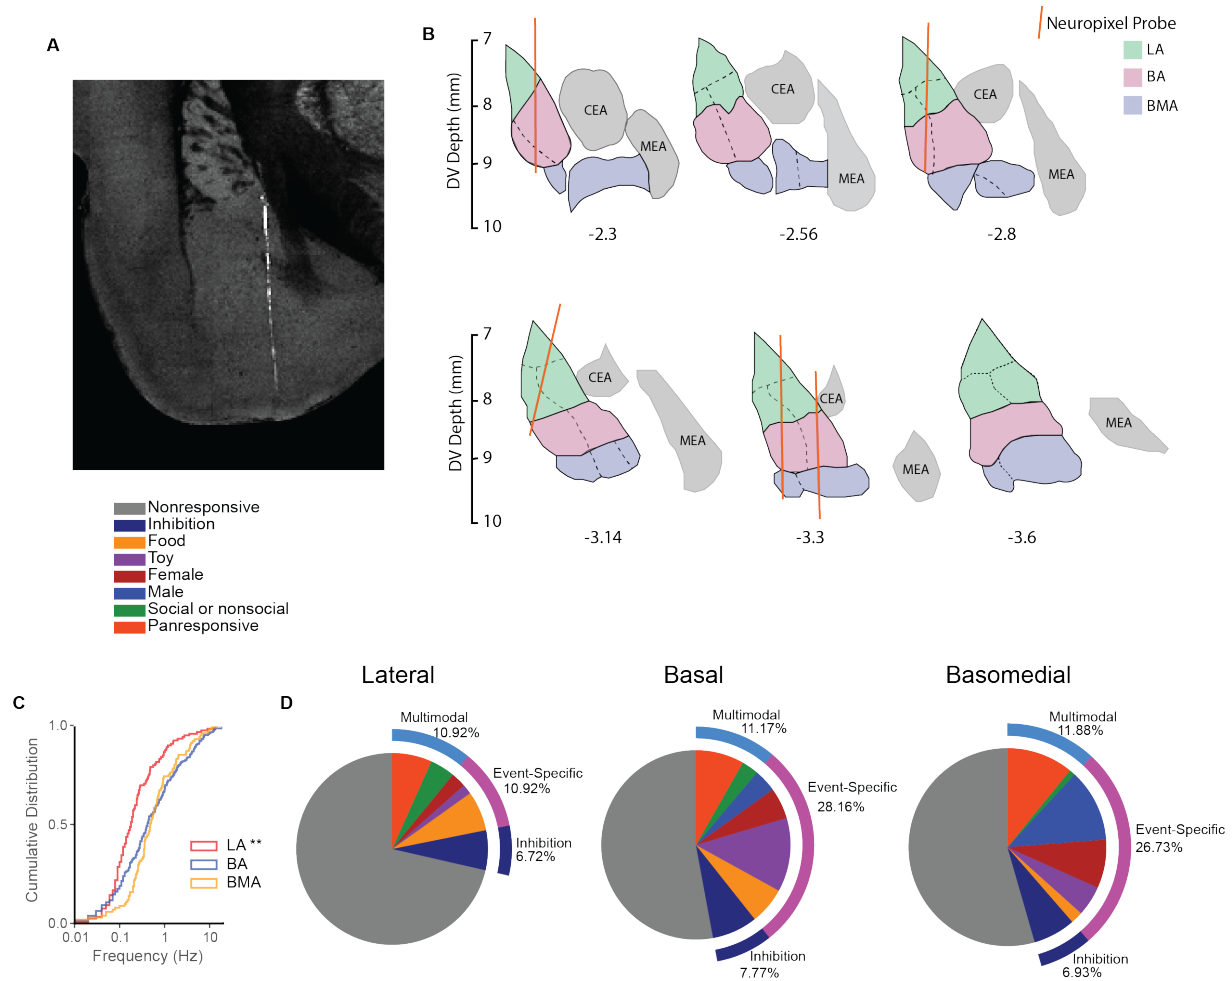 A
B
7
8
9
10
DV Depth (mm)
CEA
MEA
-2.3
CEA
MEA
-2.56
CEA
MEA
-2.8
Neuropixel Probe
LA
BA
BMA
7
8
9
10
DV Depth (mm)
CEA
MEA
-3.14
CEA
MEA
-3.3
MEA
-3.6
Nonresponsive
Inhibition
Food
Toy
Female
Male
Social or nonsocial
Panresponsive
C
1.0
0.5
0.0
Cumulative Distribution
0.01 0.1 1 10
Frequency (Hz)
LA **
BA
BMA
D
Lateral
Multimodal
10.92%
Event-Specific
10.92%
Inhibition
6.72%
Basal
Multimodal
11.17%
Event-Specific
28.16%
Inhibition
7.77%
Basomedial
Multimodal
11.88%
Event-Specific
26.73%
Inhibition
6.93%